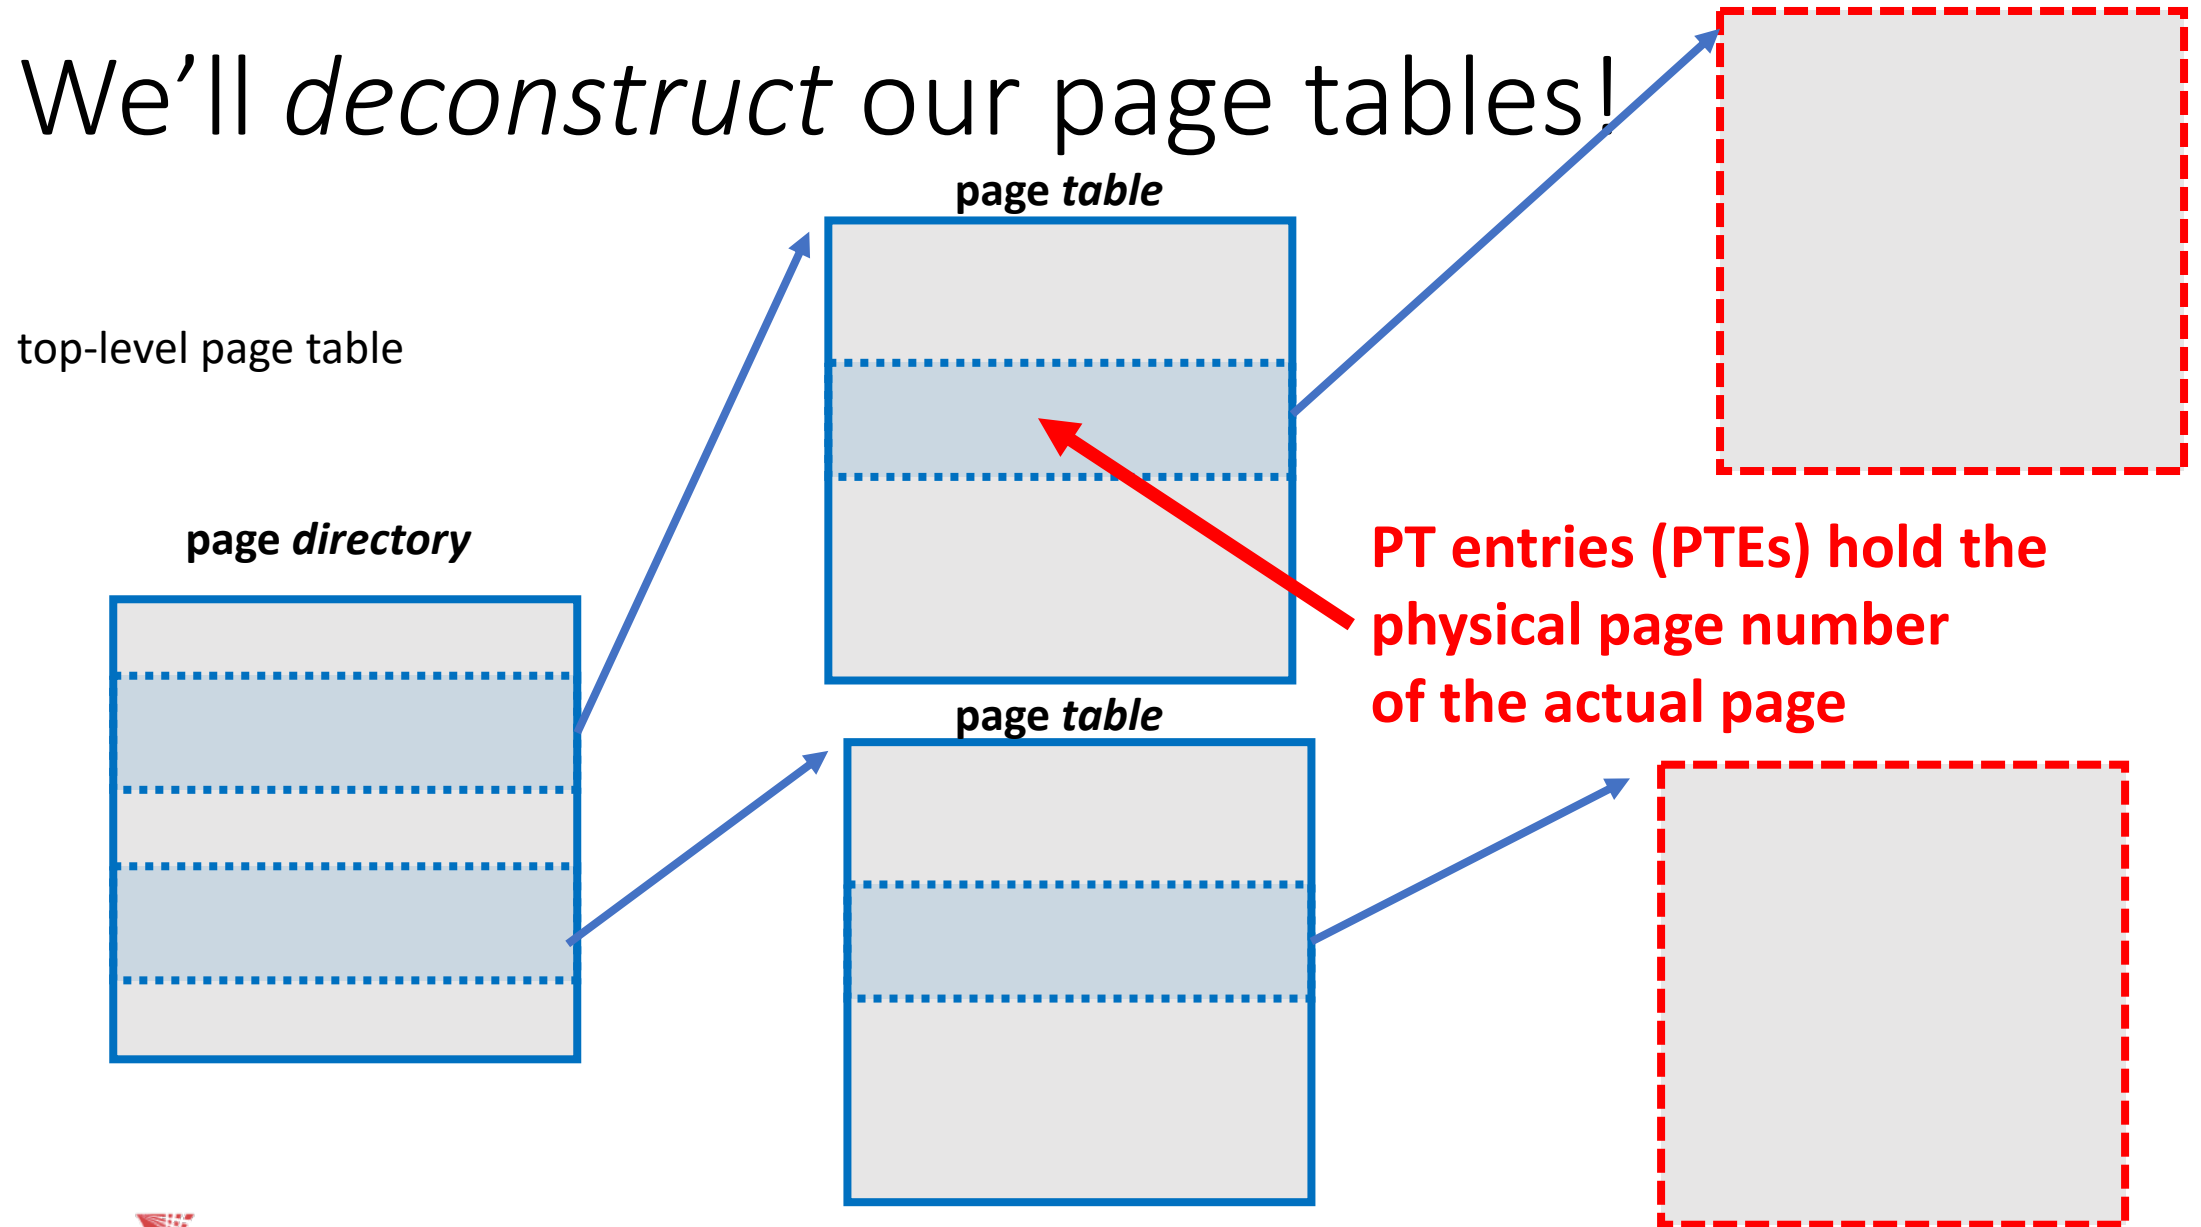 We’ll deconstruct our page tables!
page table
top-level page table
page directory
PT entries (PTEs) hold the
physical page number
of the actual page
page table